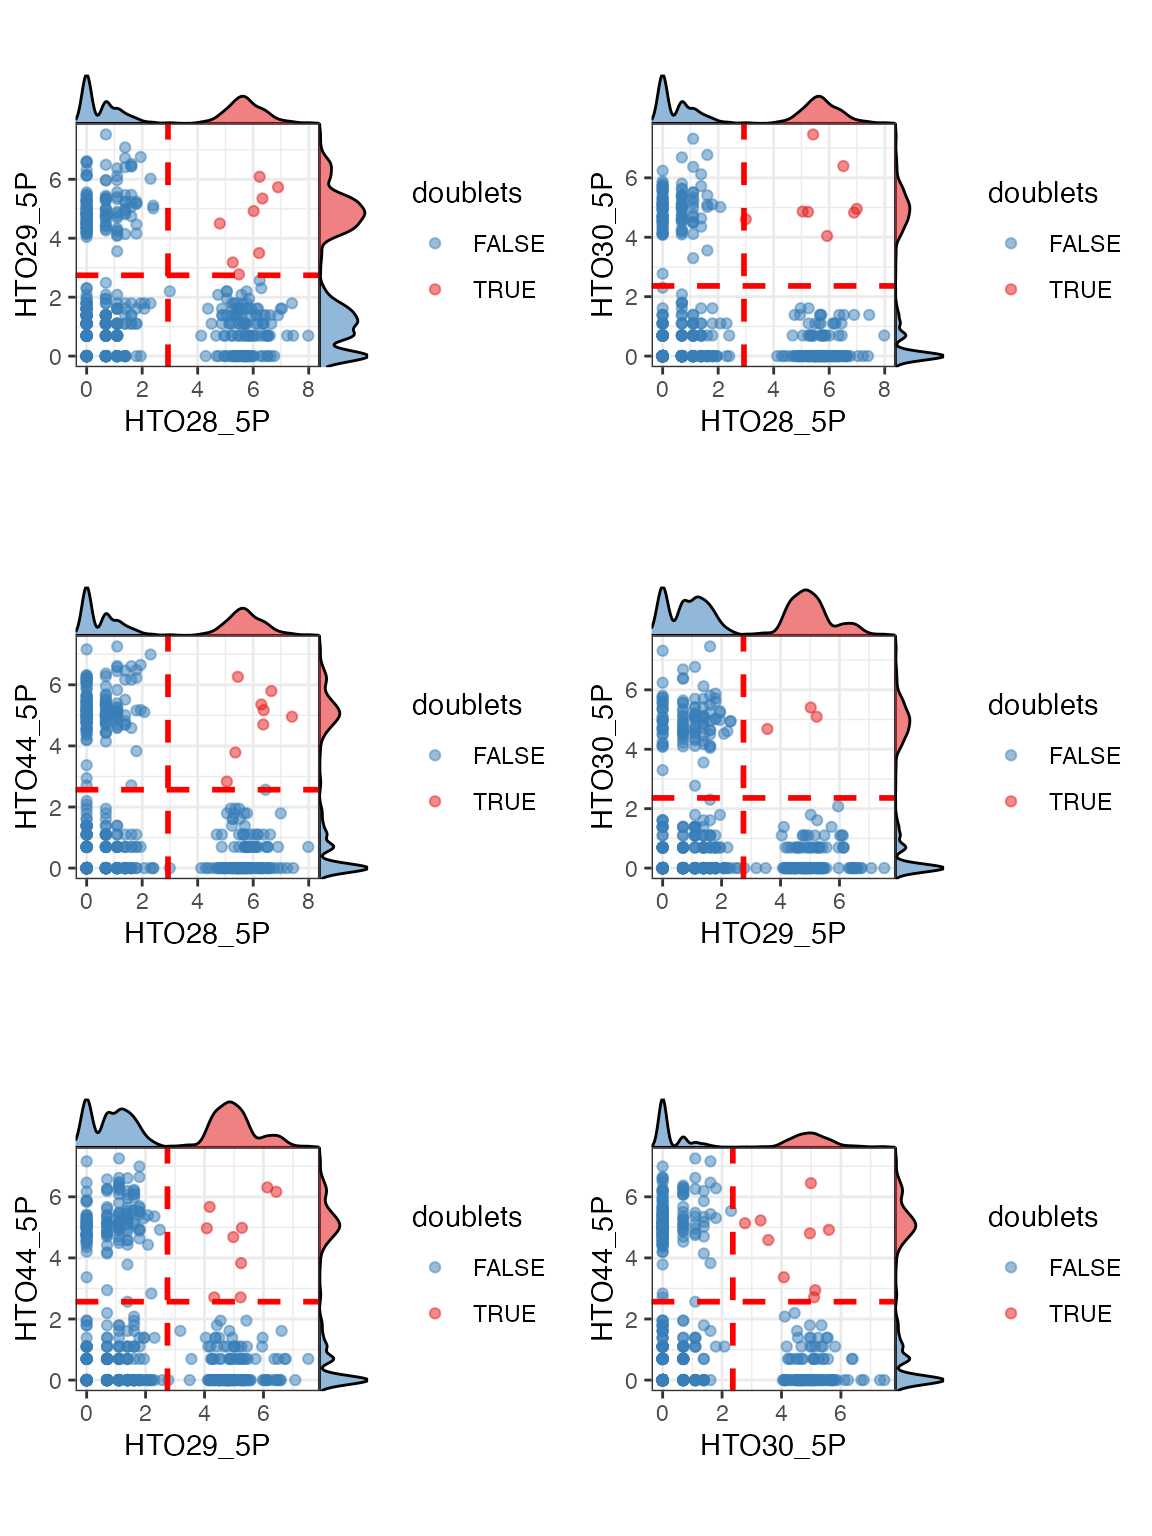 HTO29_5P
6
4
2
0
0 2 4 6 8
HTO28_5P
doublets
FALSE
TRUE
HTO30_5P
6
4
2
0
0 2 4 6 8
HTO28_5P
doublets
FALSE
TRUE
HTO44_5P
6
4
2
0
0 2 4 6 8
HTO28_5P
doublets
FALSE
TRUE
HTO30_5P
6
4
2
0
0 2 4 6
HTO29_5P
doublets
FALSE
TRUE
HTO44_5P
6
4
2
0
0 2 4 6
HTO29_5P
doublets
FALSE
TRUE
HTO44_5P
6
4
2
0
0 2 4 6
HTO30_5P
doublets
FALSE
TRUE